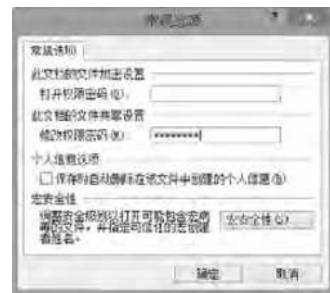 常规选项
常规选项
此文档的文件加密设置
打开权限密码(O):
此文档的文件共享设置
修改权限密码(M): ********
个人信息选项
保存时自动删除在该文件中创建的个人信息(R)
宏安全性
调整安全级别以打开可能包含宏病
毒的文件，并指定可信任的宏创建
者姓名。
宏安全性(S)...
确定
取消